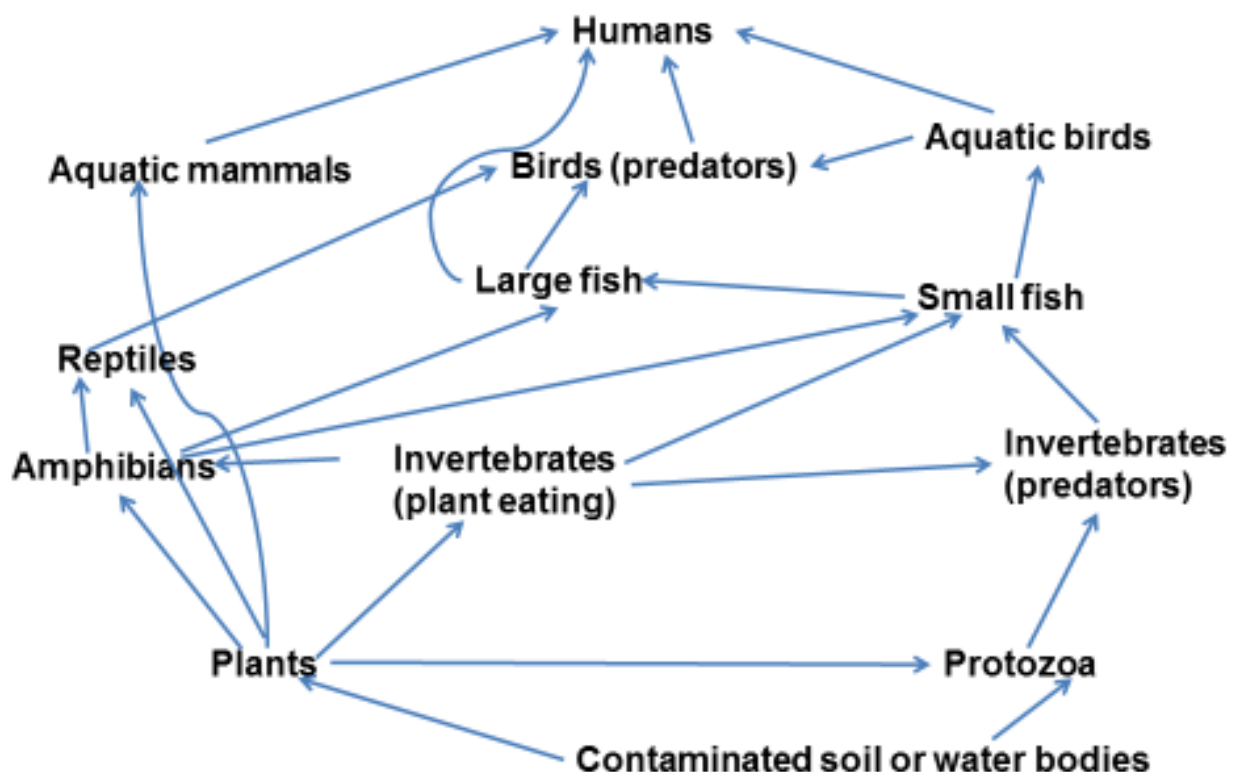 Humans
Aquatic birds
Aquatic mammals
Birds (predators)
Large fish
Small fish
Reptiles
Amphibians
Invertebrates
(plant eating)
Invertebrates
(predators)
Plants
Protozoa
Contaminated soil or water bodies